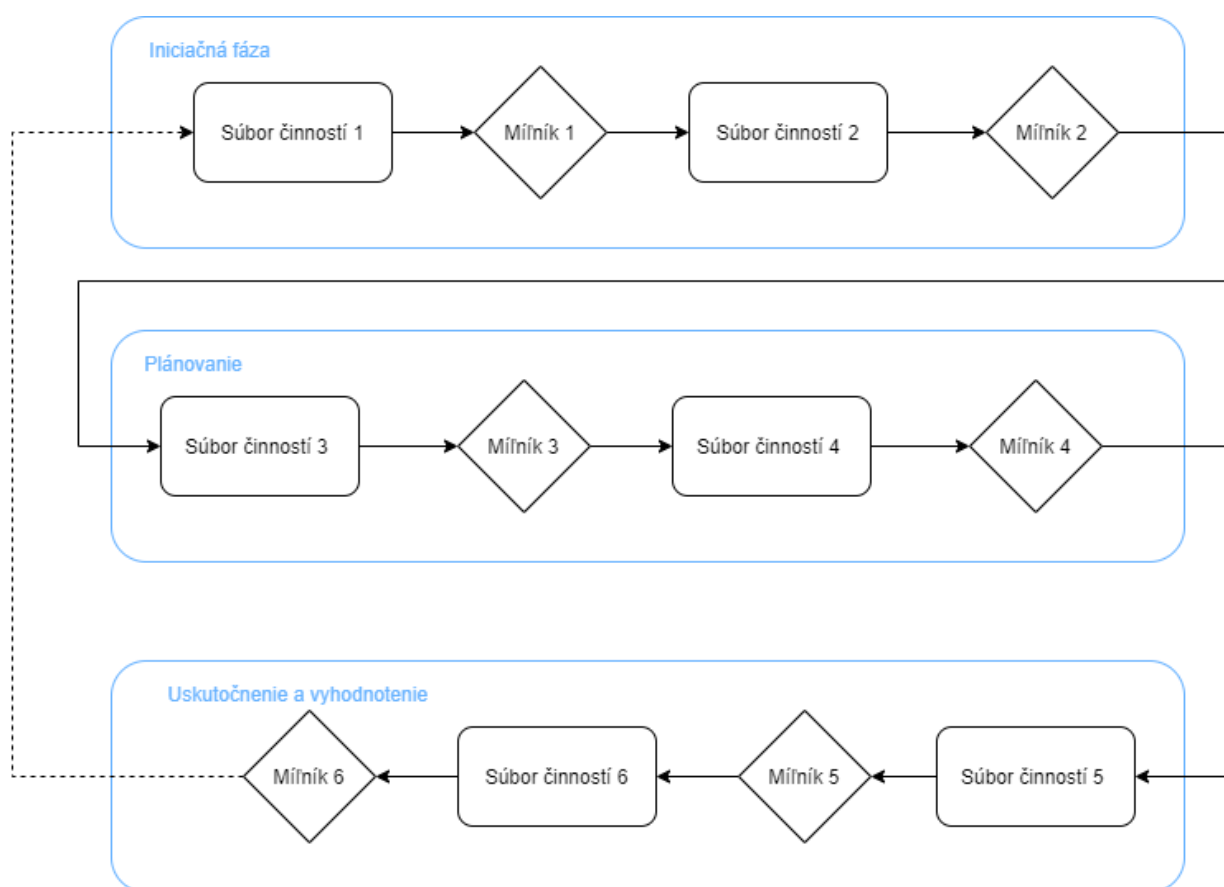 Iniciačná fáza
Súbor činností 1
Míľník 1
Súbor činností 2
Míľník 2
Plánovanie
Súbor činností 3
Míľník 3
Súbor činností 4
Míľník 4
Uskutočnenie a vyhodnotenie
Míľník 6
Súbor činností 6
Míľník 5
Súbor činností 5